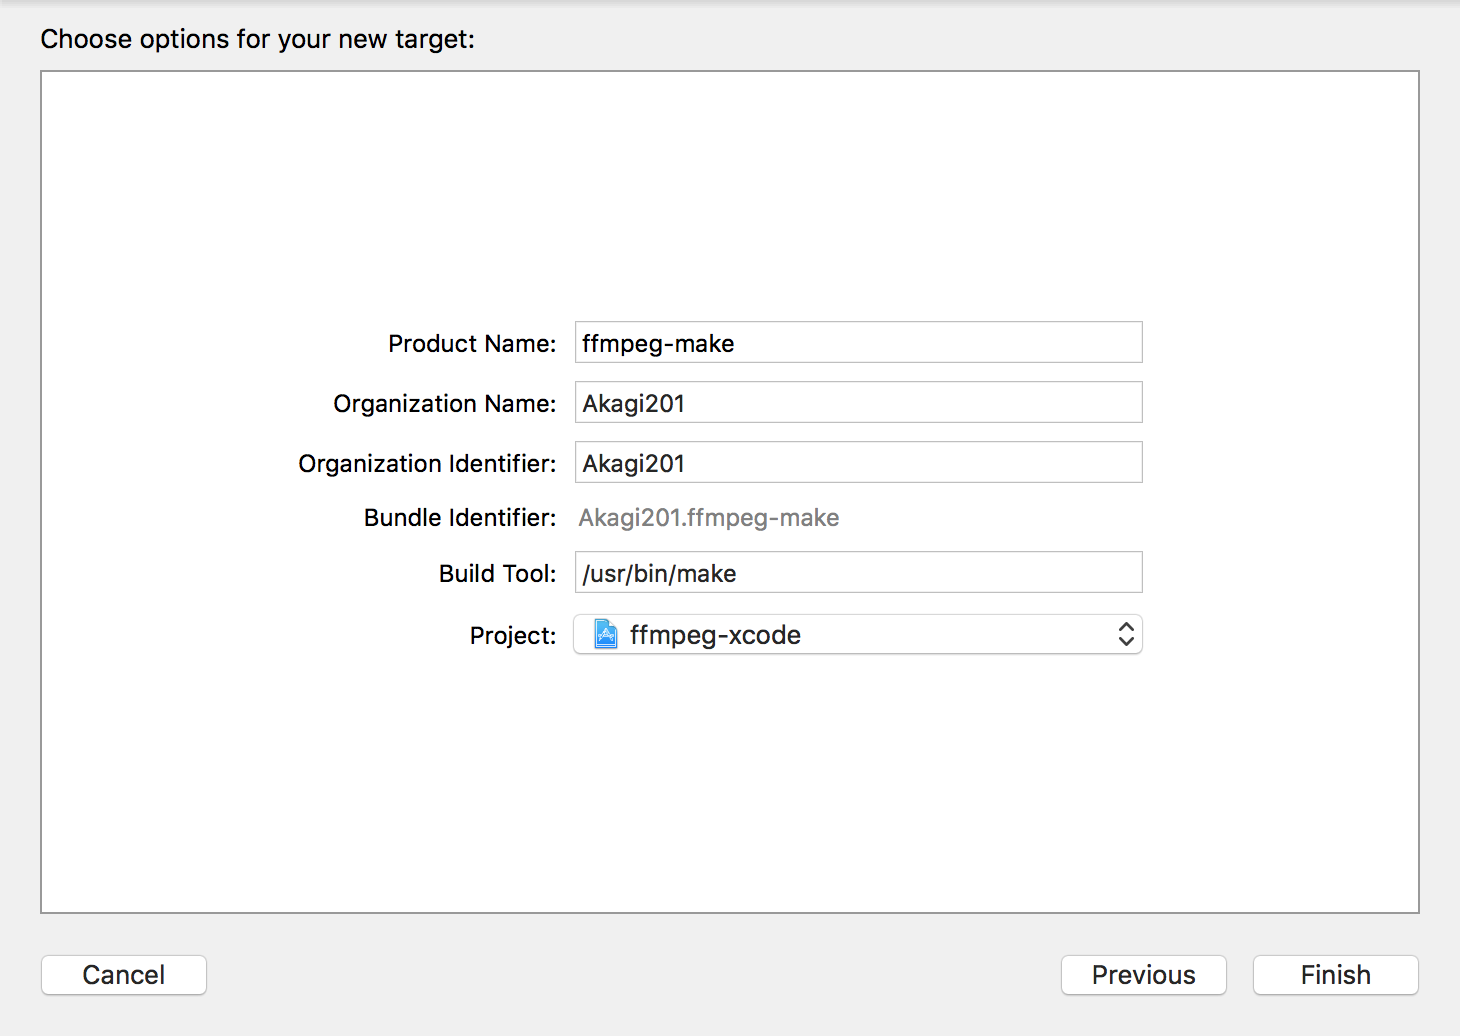 Choose options for your new target:
Product Name: ffmpeg-make
Organization Name: Akagi201
Organization Identifier: Akagi201
Bundle Identifier: Akagi201.ffmpeg-make
Build Tool: /usr/bin/make
Project: ffmpeg-xcode
Cancel Previous Finish